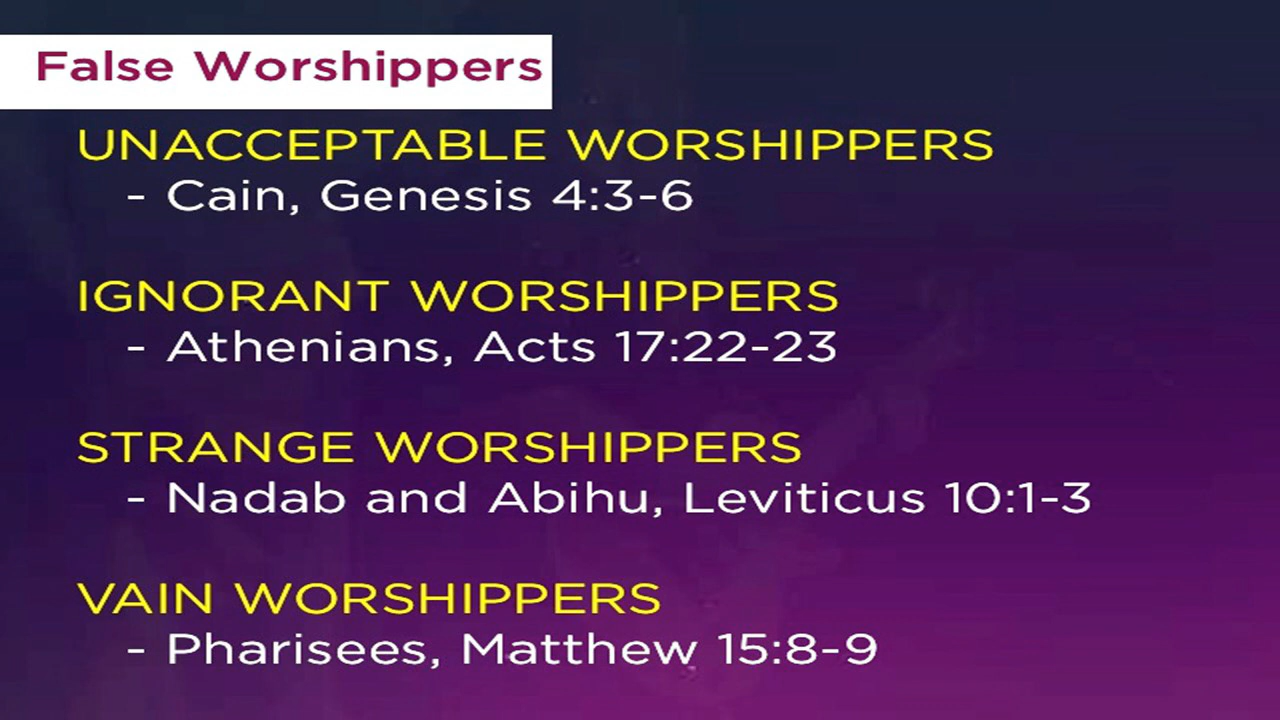 False Worshippers
UNACCEPTABLE WORSHIPPERS
- Cain, Genesis 4:3-6
IGNORANT WORSHIPPERS
- Athenians, Acts 17:22-23
STRANGE WORSHIPPERS
- Nadab and Abihu, Leviticus 10:1-3
VAIN WORSHIPPERS
- Pharisees, Matthew 15:8-9